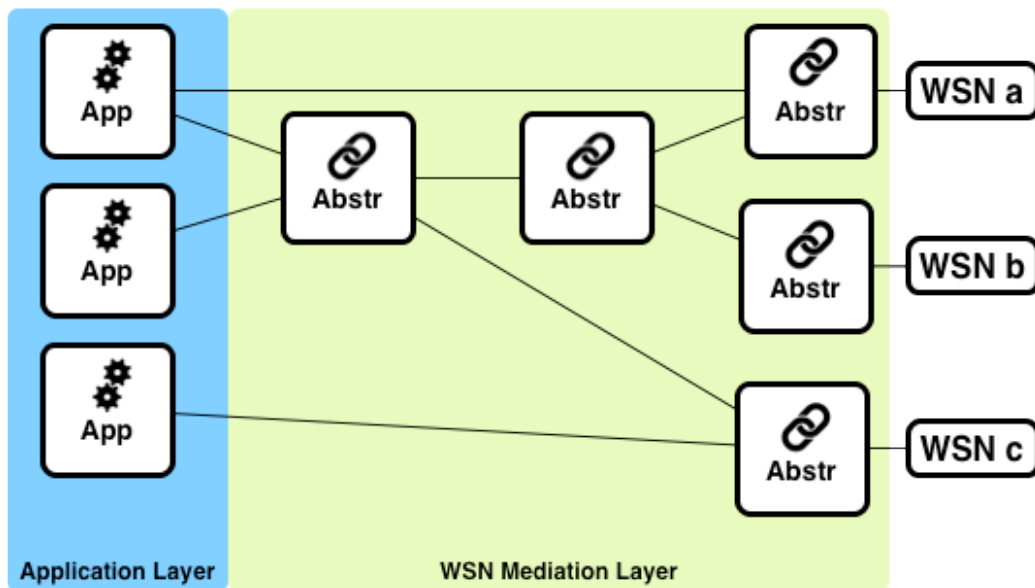 App
Abstr
WSN a
Abstr
Abstr
App
Abstr
WSN b
App
Abstr
WSN c
Application Layer
WSN Mediation Layer